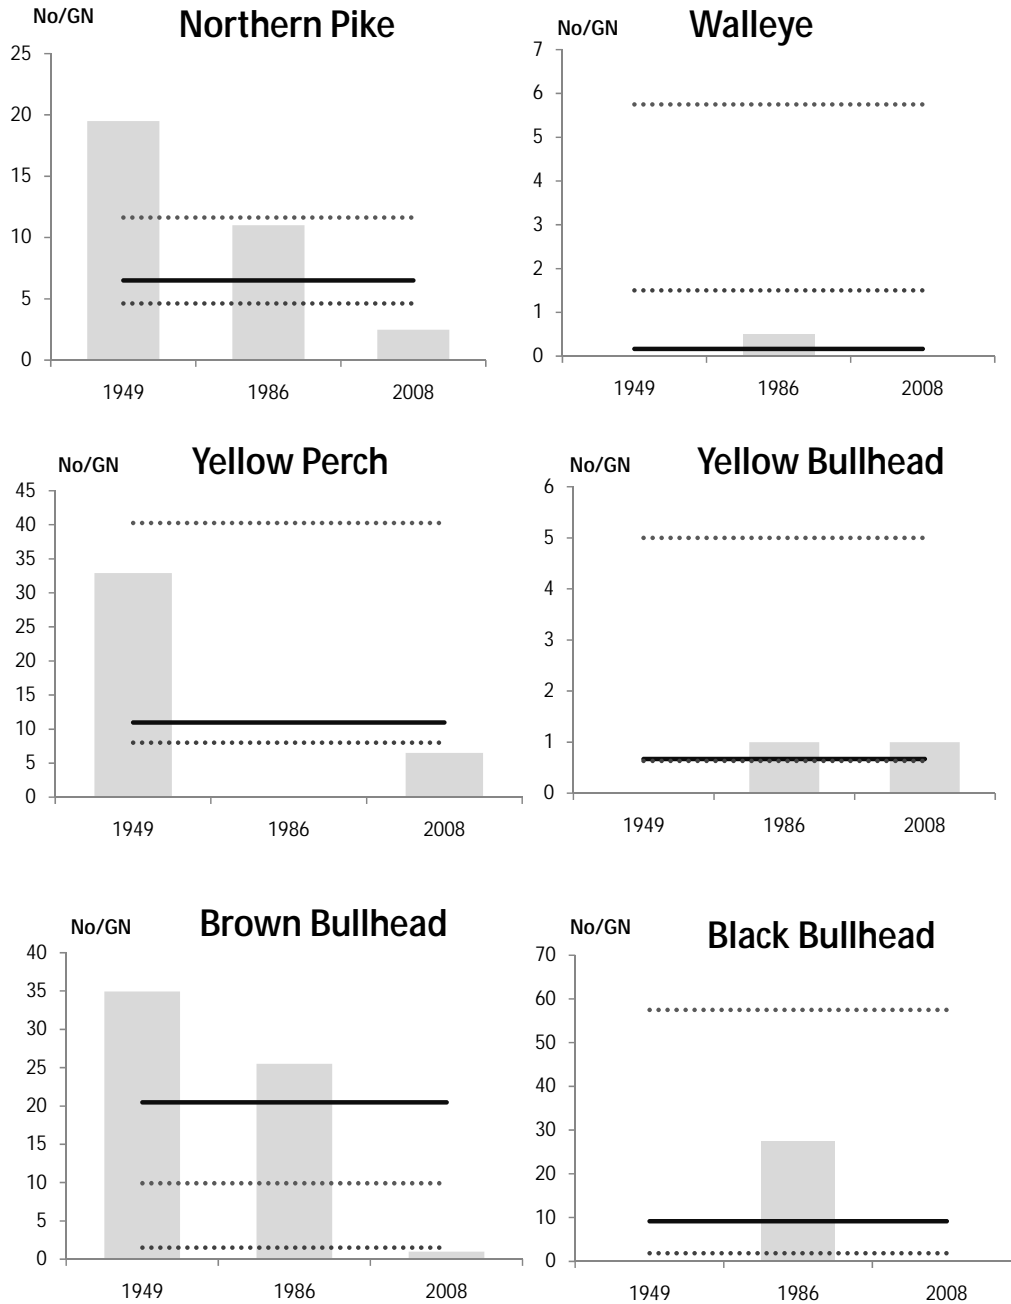 No/GN
Northern Pike
25
20
15
10
5
0
1949 1986 2008
No/GN
Walleye
7
6
5
4
3
2
1
0
1949 1986 2008
No/GN
Yellow Perch
45
40
35
30
25
20
15
10
5
0
1949 1986 2008
No/GN
Yellow Bullhead
6
5
4
3
2
1
0
1949 1986 2008
No/GN
Brown Bullhead
40
35
30
25
20
15
10
5
0
1949 1986 2008
No/GN
Black Bullhead
70
60
50
40
30
20
10
0
1949 1986 2008